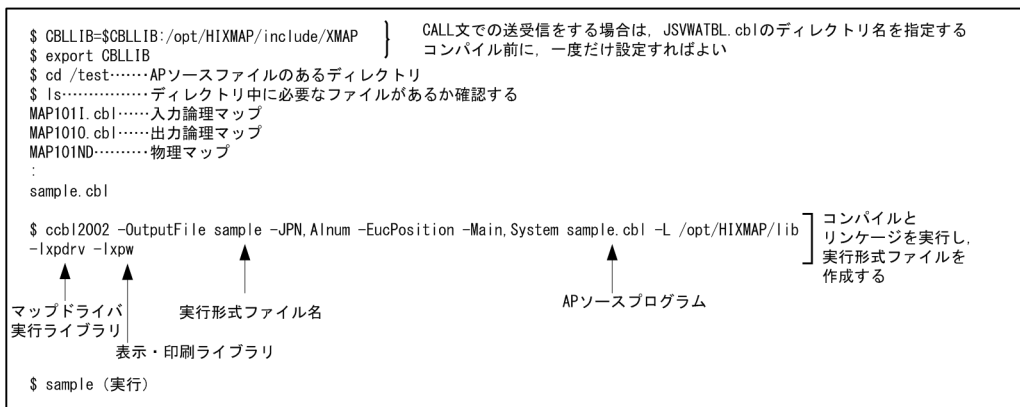 $ CBLLIB=$CBLLIB:/opt/HIXMAP/include/XMAP
$ export CBLLIB
CALL文での送受信をする場合は，JSVWATBL.cblのディレクトリ名を指定する
コンパイル前に，一度だけ設定すればよい
$ cd /test……APソースファイルのあるディレクトリ
$ ls……………ディレクトリ中に必要なファイルがあるか確認する
MAP101I.cbl……入力論理マップ
MAP101O.cbl……出力論理マップ
MAP101ND………物理マップ
:
sample.cbl
$ ccbl2002 -OutputFile sample -JPN,Alnum -EucPosition -Main,System sample.cbl -L /opt/HIXMAP/lib
-lxpdrv -lxpw
コンパイルと
リンケージを実行し，
実行形式ファイルを
作成する
マップドライバ
実行ライブラリ
表示・印刷ライブラリ
実行形式ファイル名
APソースプログラム
$ sample（実行）